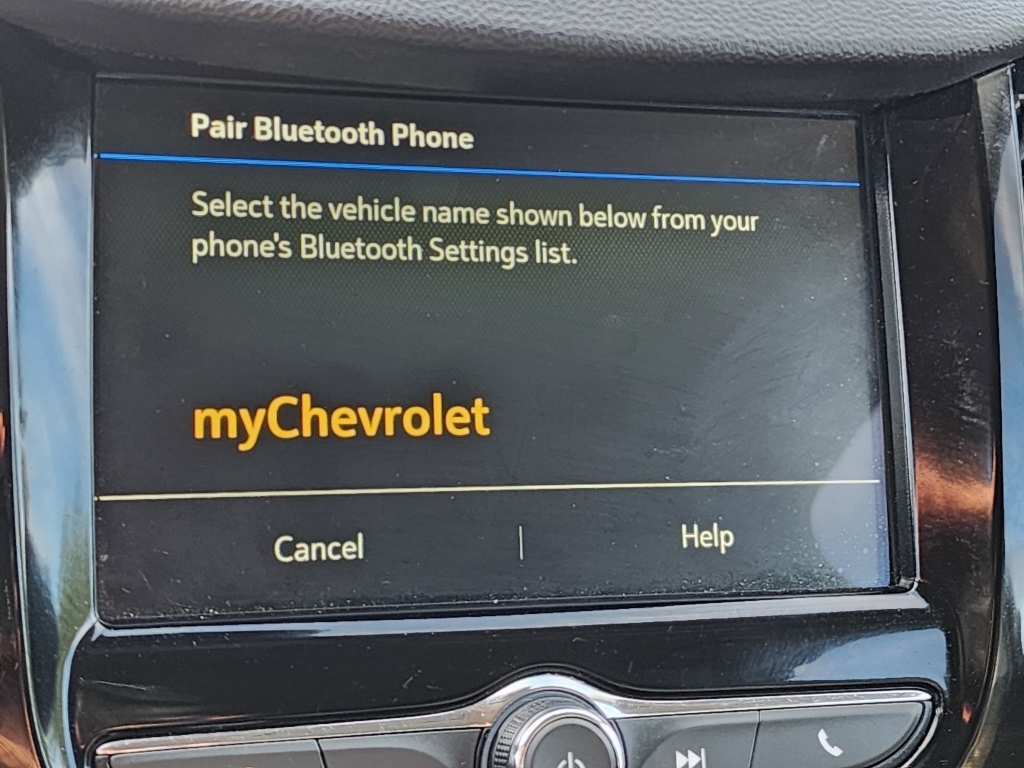 Pair Bluetooth Phone
Select the vehicle name shown below from your
phone's Bluetooth Settings list.
myChevrolet
Cancel | Help